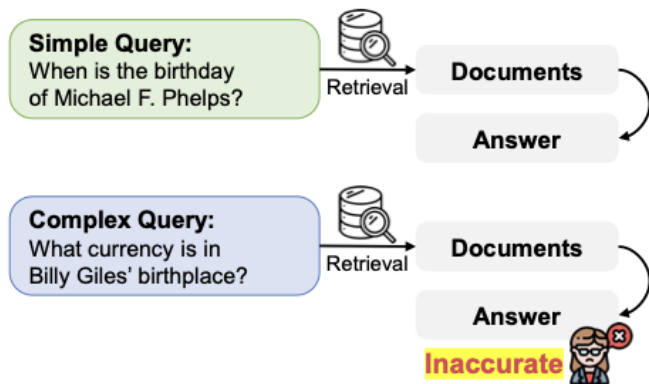 Simple Query:
When is the birthday
of Michael F. Phelps?
Retrieval
Documents
Answer
Complex Query:
What currency is in
Billy Giles’ birthplace?
Retrieval
Documents
Answer
Inaccurate